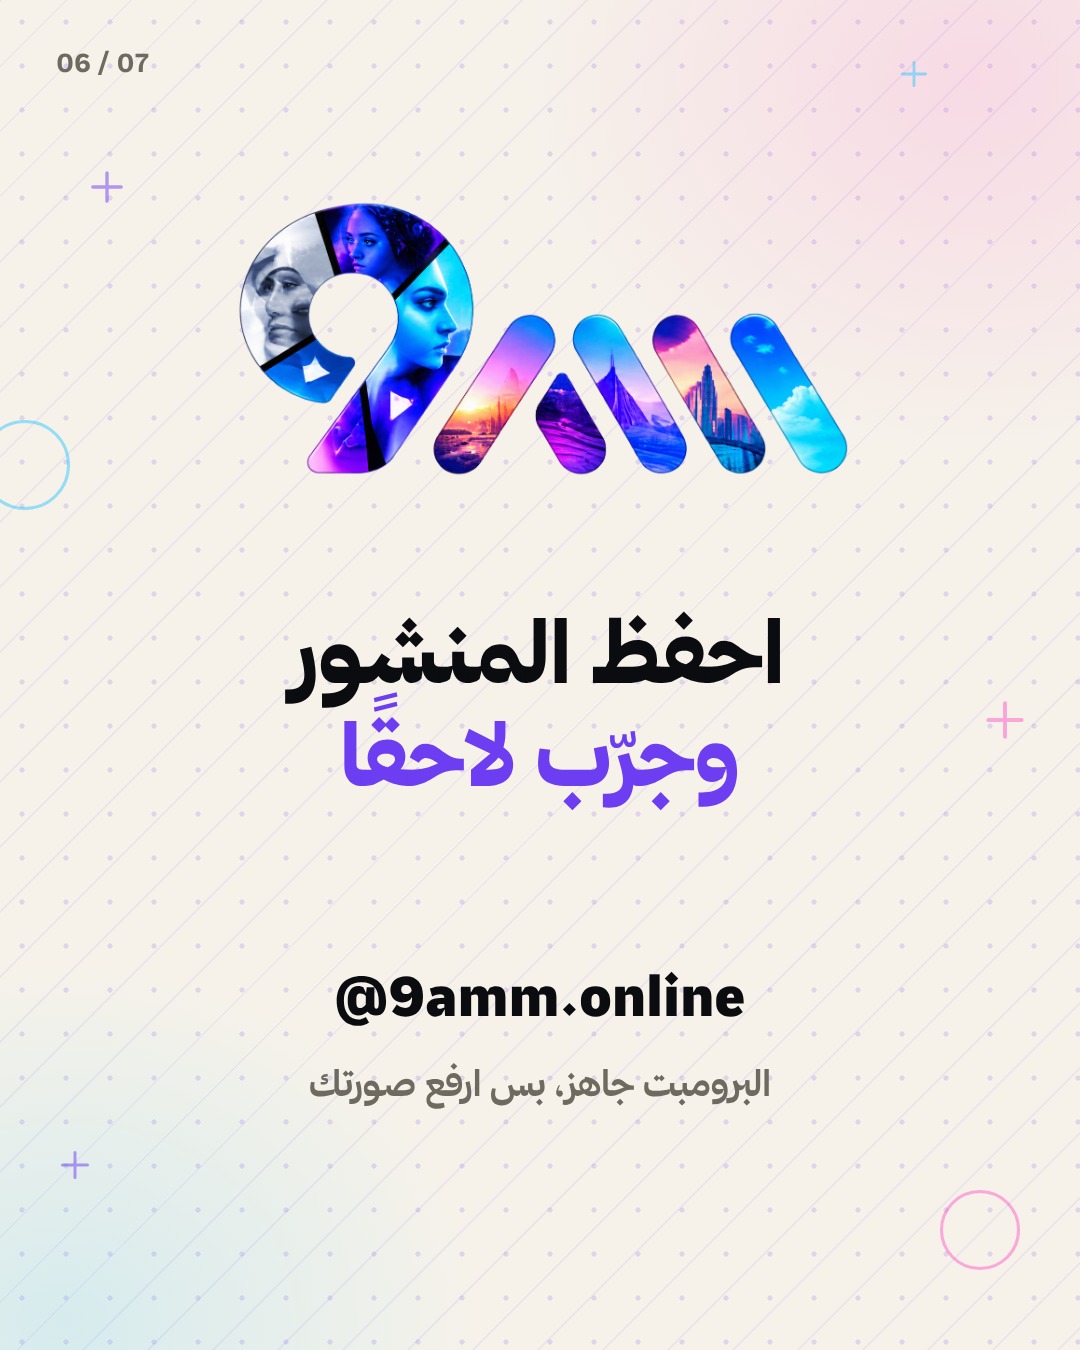 06 / 07
9amm
احفظ المنشور
وجرّب لاحقًا
@9amm.online
البرومبت جاهز، بس ارفع صورتك